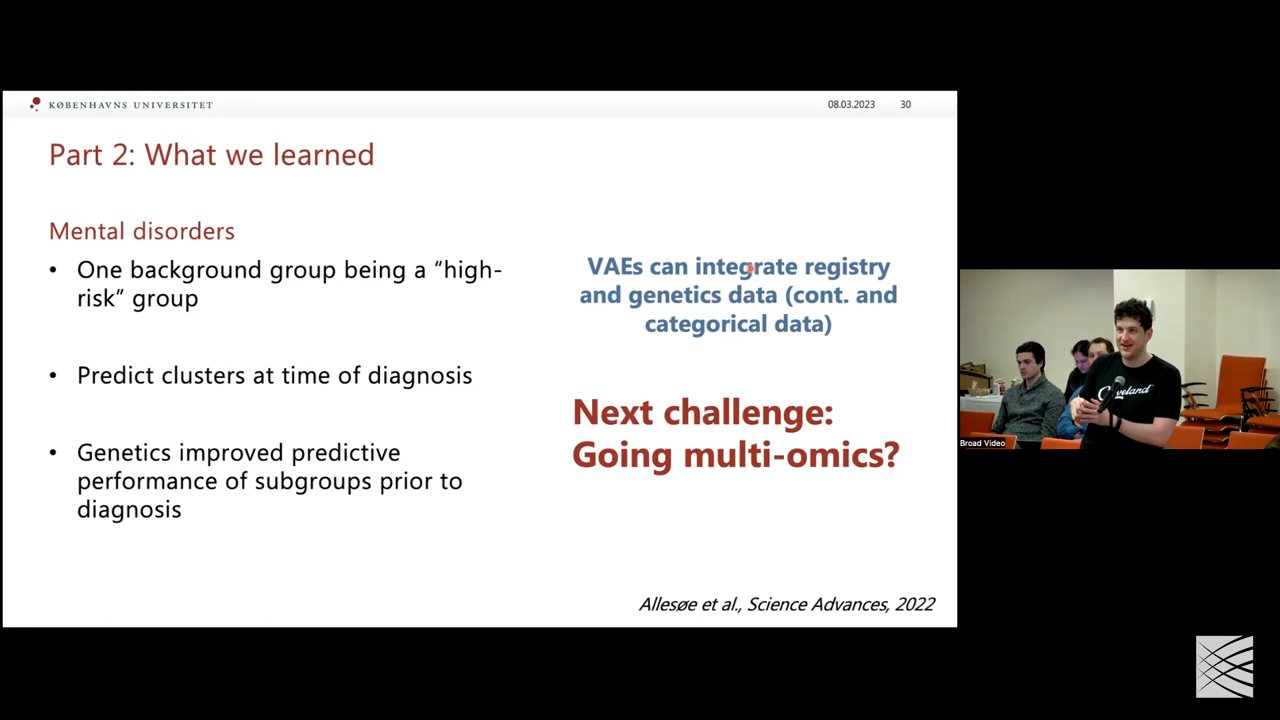 KØBENHAVNS UNIVERSITET
08.03.2023 30
Part 2: What we learned
Mental disorders
• One background group being a “high-
risk” group
• Predict clusters at time of diagnosis
• Genetics improved predictive
performance of subgroups prior to
diagnosis
VAEs can integrate registry
and genetics data (cont. and
categorical data)
Next challenge:
Going multi-omics?
Allesøe et al., Science Advances, 2022
Cleveland
Broad Video